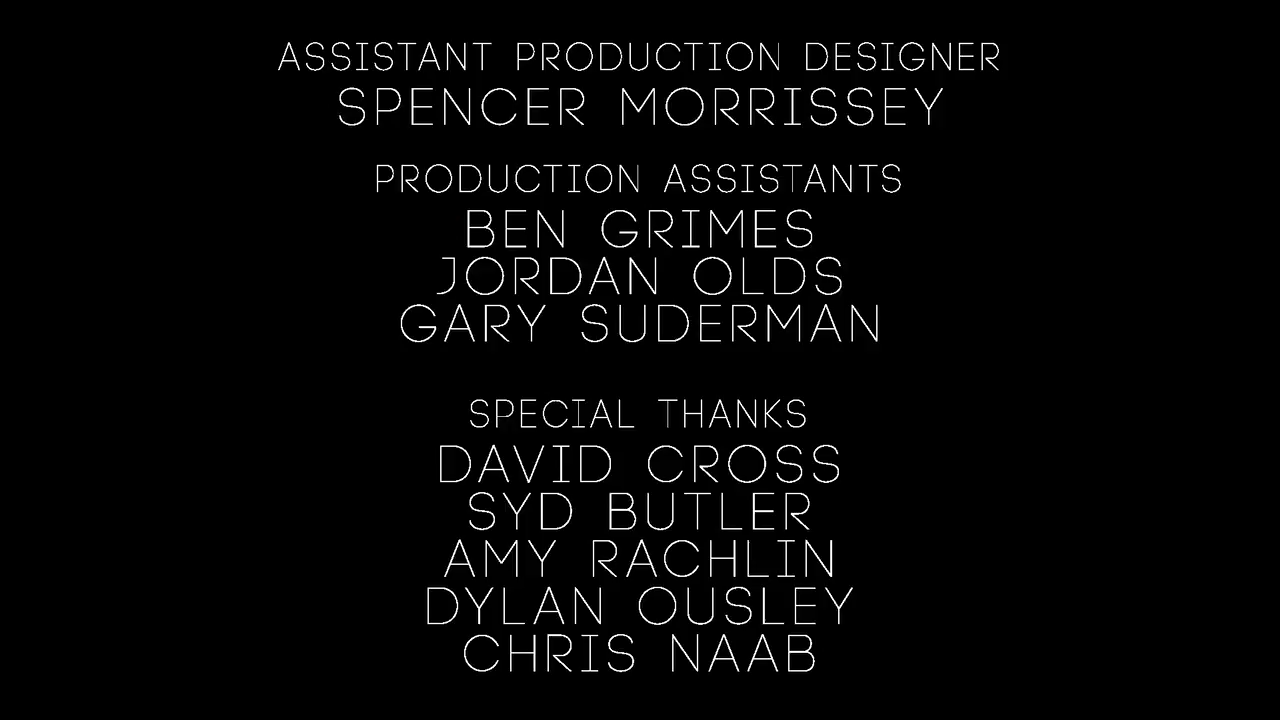 ASSISTANT PRODUCTION DESIGNER
SPENCER MORRISSEY
PRODUCTION ASSISTANTS
BEN GRIMES
JORDAN OLDS
GARY SUDERMAN
SPECIAL THANKS
DAVID CROSS
SYD BUTLER
AMY RACHLIN
DYLAN OUSLEY
CHRIS NAAB